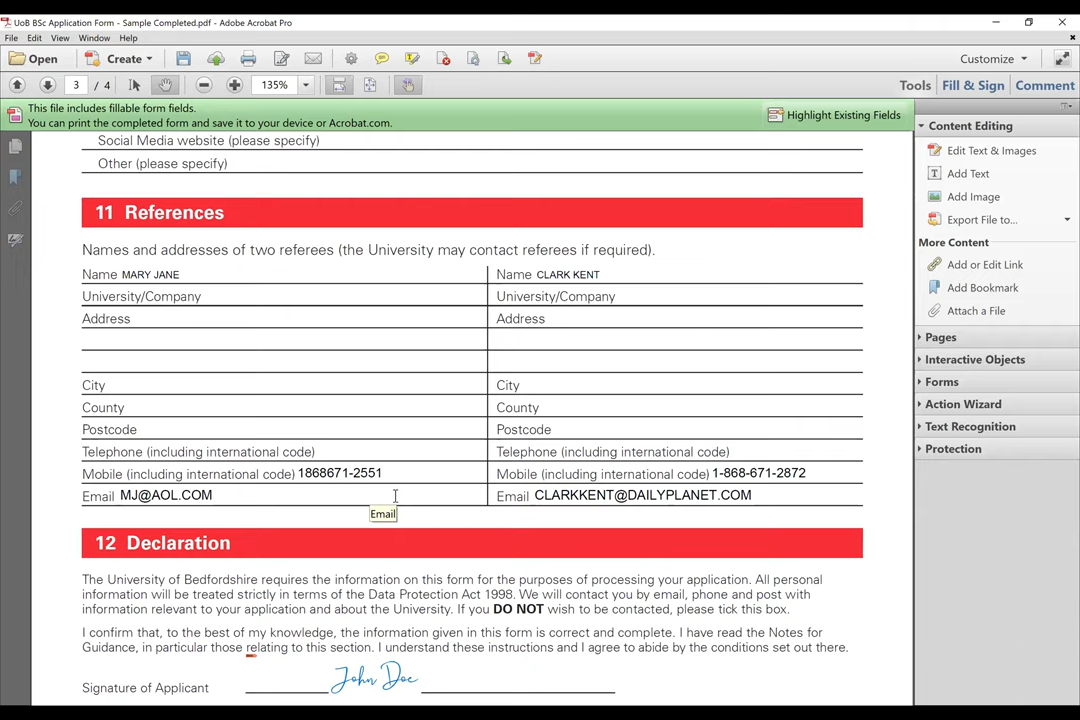 UoB BSc Application Form - Sample Completed.pdf - Adobe Acrobat Pro
File Edit View Window Help
Open Create Customize
3 / 4 135% Tools Fill & Sign Comment
This file includes fillable form fields.
You can print the completed form and save it to your device or Acrobat.com.
Highlight Existing Fields
Social Media website (please specify)
Other (please specify)
11 References
Names and addresses of two referees (the University may contact referees if required).
Name MARY JANE Name CLARK KENT
University/Company University/Company
Address Address
City City
County County
Postcode Postcode
Telephone (including international code) Telephone (including international code)
Mobile (including international code) 1868671-2551 Mobile (including international code) 1-868-671-2872
Email MJ@AOL.COM Email CLARKKENT@DAILYPLANET.COM
Email
12 Declaration
The University of Bedfordshire requires the information on this form for the purposes of processing your application. All personal
information will be treated strictly in terms of the Data Protection Act 1998. We will contact you by email, phone and post with
information relevant to your application and about the University. If you DO NOT wish to be contacted, please tick this box.
I confirm that, to the best of my knowledge, the information given in this form is correct and complete. I have read the Notes for
Guidance, in particular those relating to this section. I understand these instructions and I agree to abide by the conditions set out there.
Signature of Applicant John Doe
Content Editing
Edit Text & Images
Add Text
Add Image
Export File to...
More Content
Add or Edit Link
Add Bookmark
Attach a File
Pages
Interactive Objects
Forms
Action Wizard
Text Recognition
Protection